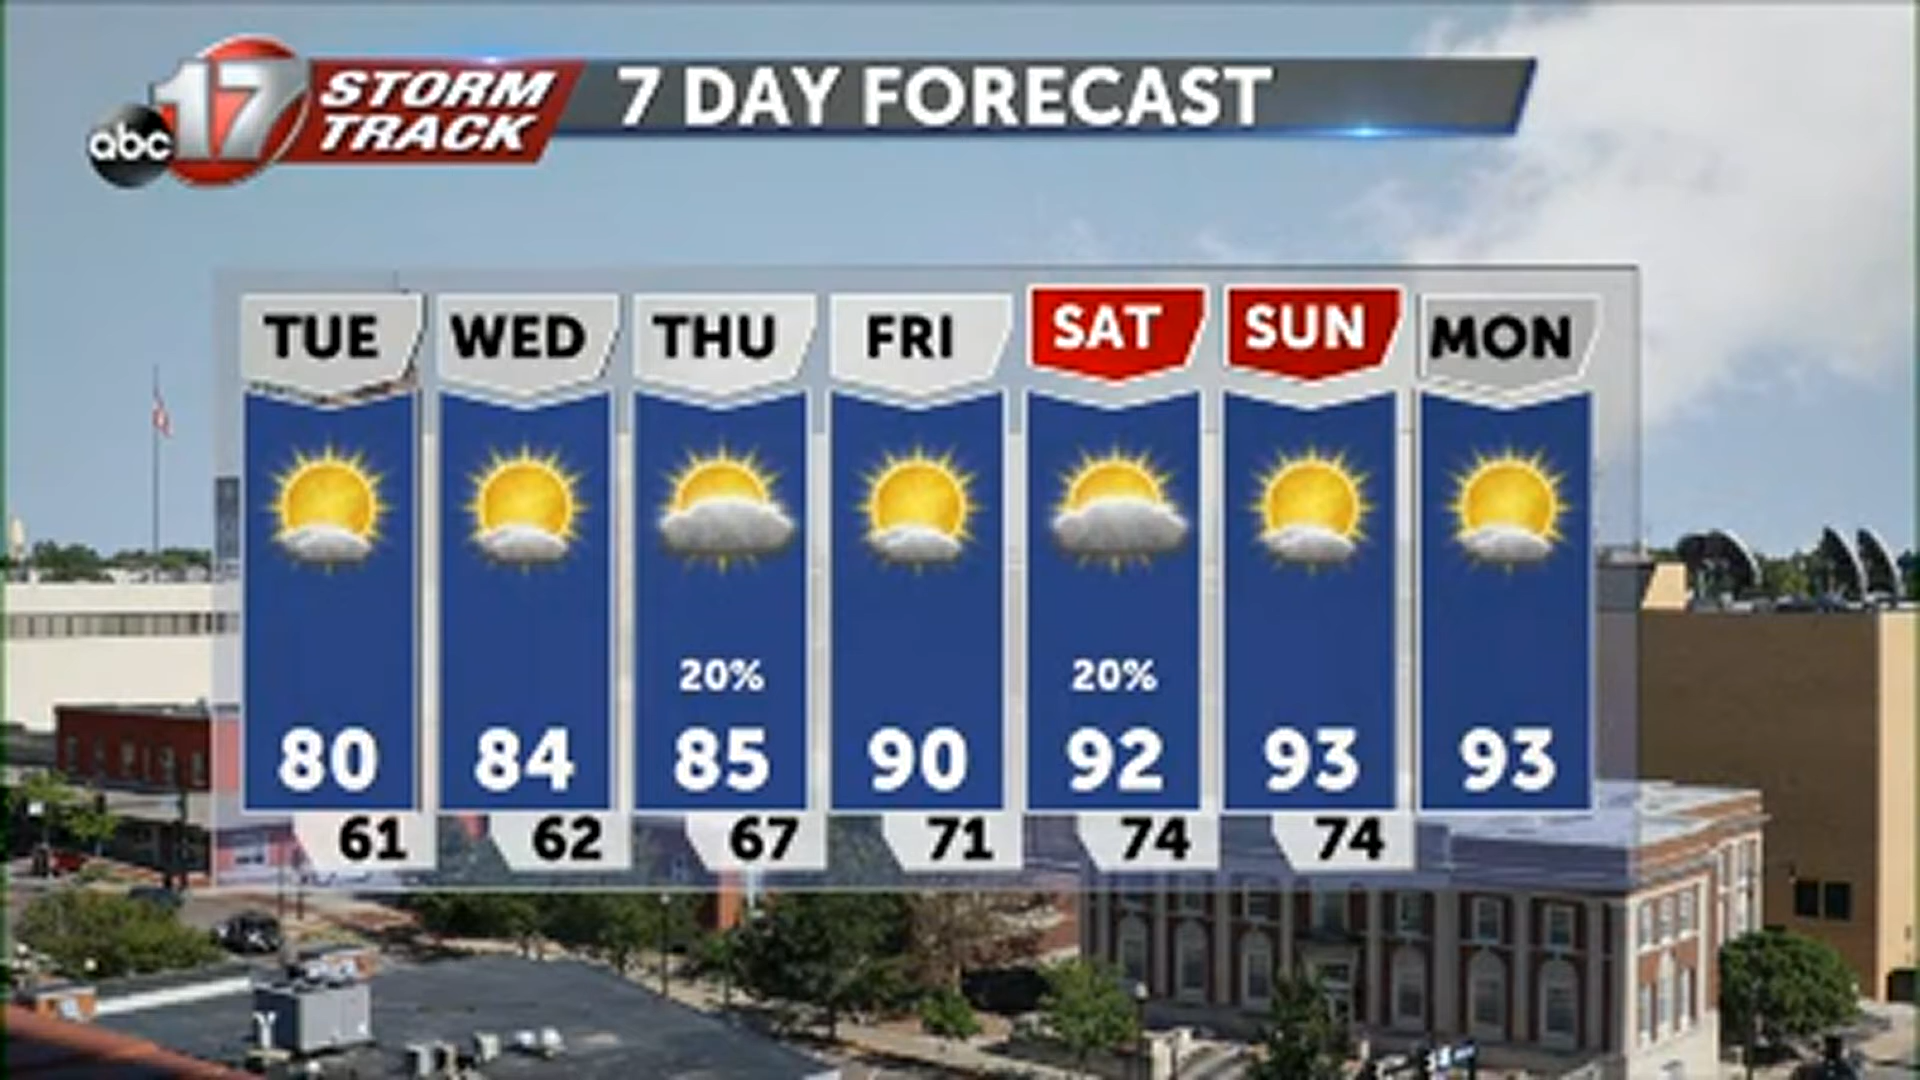 abc 17 STORM TRACK
7 DAY FORECAST
TUE WED THU FRI SAT SUN MON
20% 20%
80 84 85 90 92 93 93
61 62 67 71 74 74